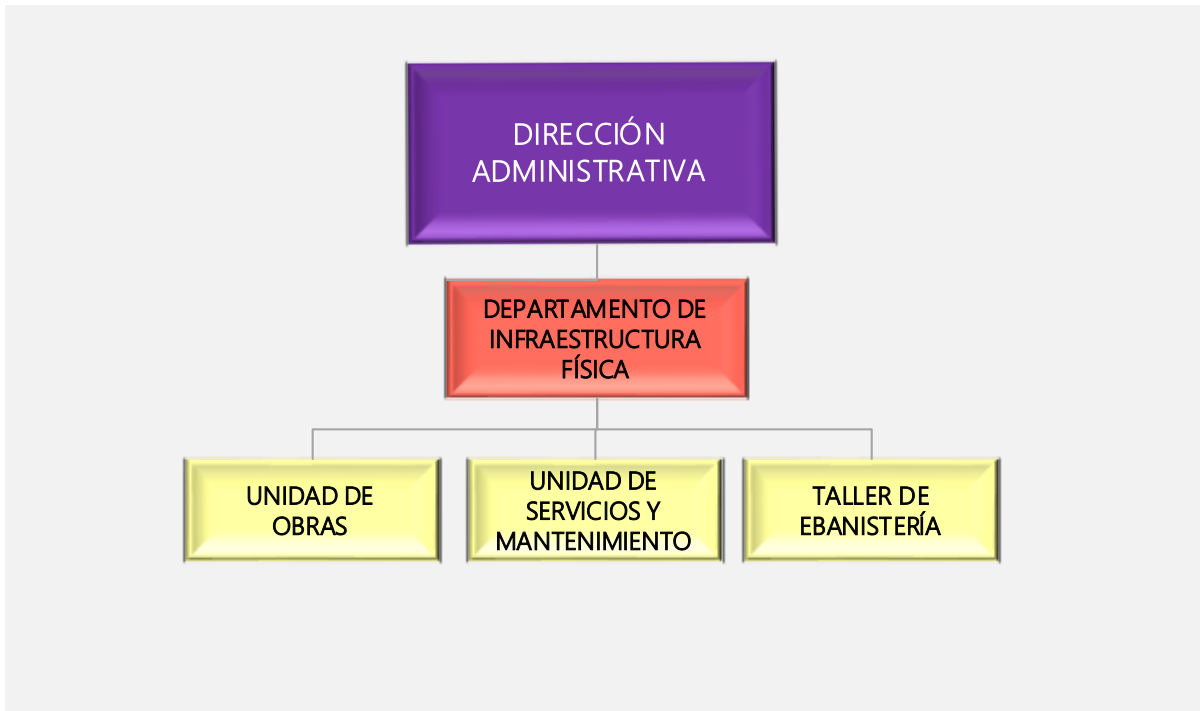 DIRECCIÓN
ADMINISTRATIVA
DEPARTAMENTO DE
INFRAESTRUCTURA
FÍSICA
UNIDAD DE
OBRAS
UNIDAD DE
SERVICIOS Y
MANTENIMIENTO
TALLER DE
EBANISTERÍA